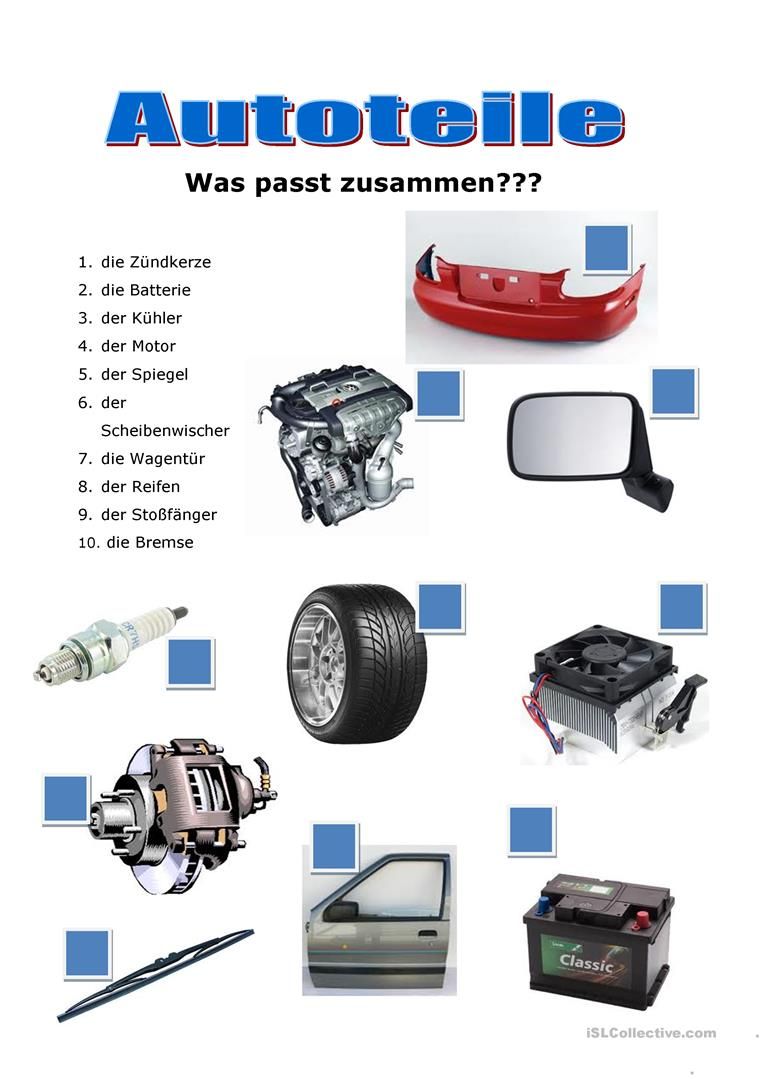 Autoteile
Was passt zusammen???
1. die Zündkerze
2. die Batterie
3. der Kühler
4. der Motor
5. der Spiegel
6. der
Scheibenwischer
7. die Wagentür
8. der Reifen
9. der Stoßfänger
10. die Bremse
Classic
iSLCollective.com